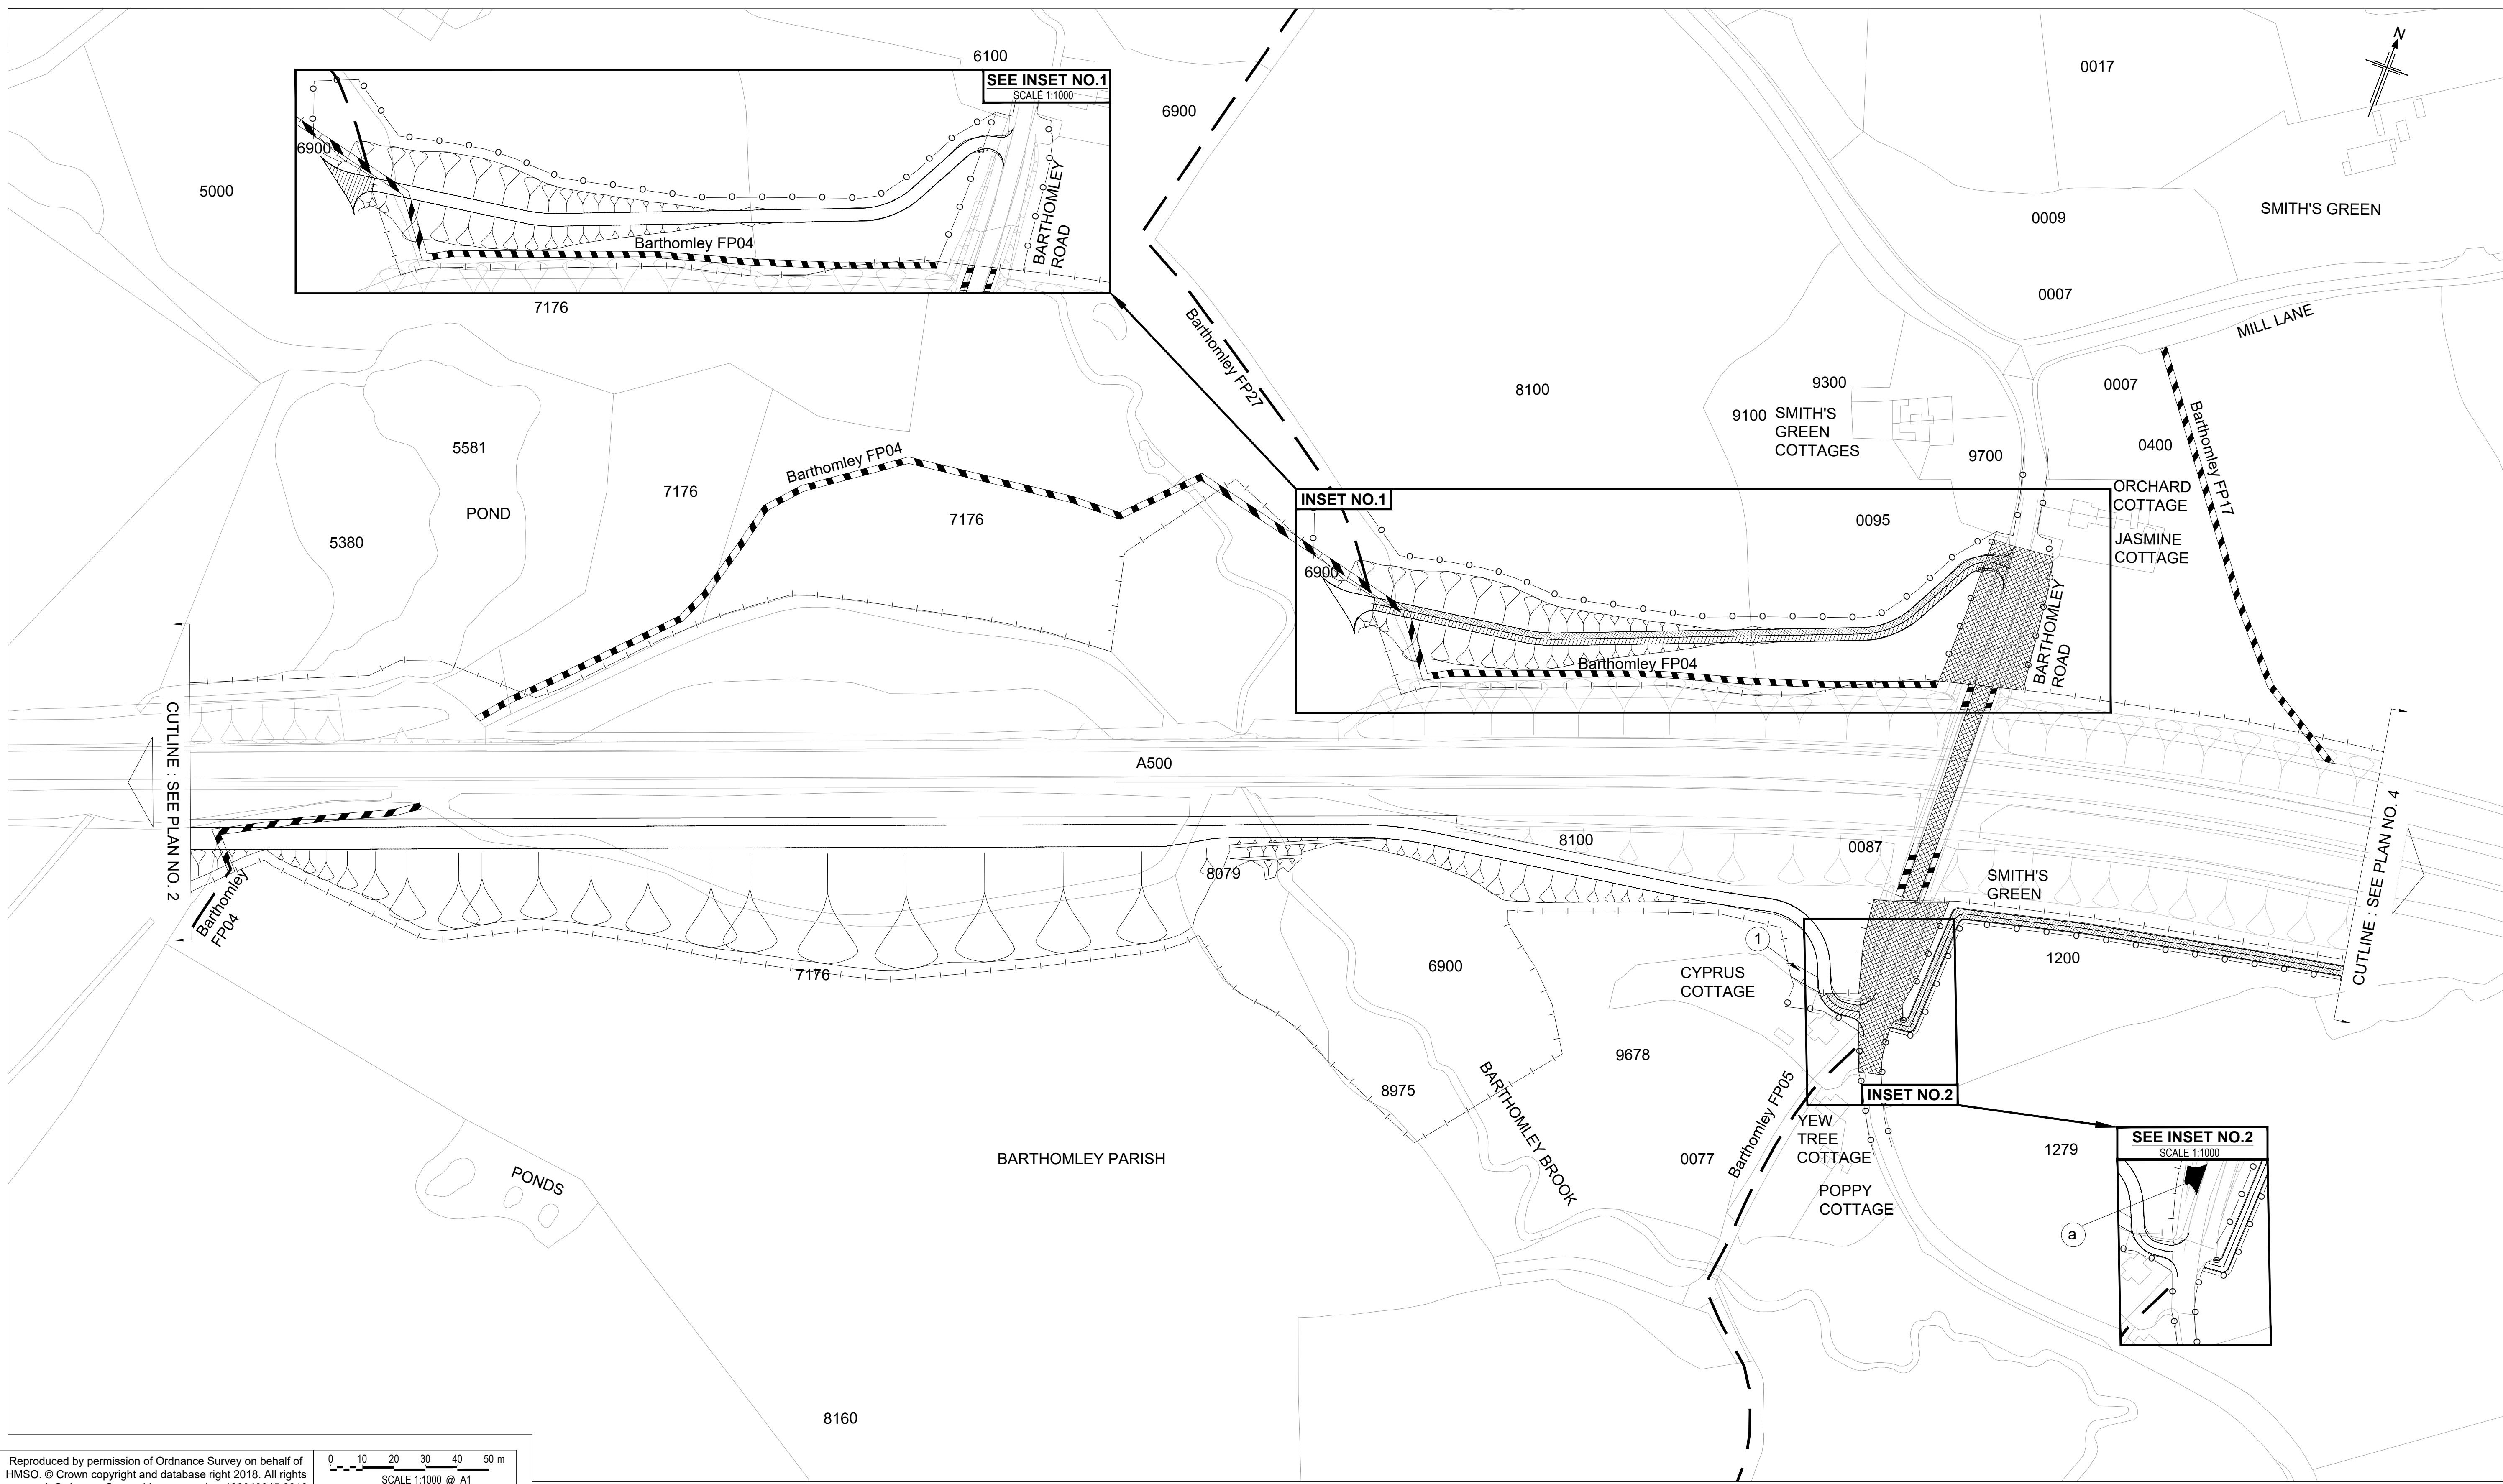 6100
SEE INSET NO.1
SCALE 1:1000
N
0017
6900
6900
5000
BARTHOMLEY
ROAD
Barthomley FP04
0009
SMITH'S GREEN
7176
0007
MILL LANE
Barthomley FP27
8100
9300
0007
9100
SMITH'S
GREEN
COTTAGES
Barthomley FP17
5581
Barthomley FP04
9700
0400
7176
INSET NO.1
ORCHARD
COTTAGE
POND
7176
0095
5380
JASMINE
COTTAGE
6900
BARTHOMLEY
ROAD
Barthomley FP04
CUTLINE : SEE PLAN NO. 2
A500
CUTLINE : SEE PLAN NO. 4
8100
0087
8079
SMITH'S
GREEN
Barthomley
FP04
1
7176
6900
CYPRUS
COTTAGE
1200
9678
8975
BARTHOMLEY BROOK
Barthomley FP05
INSET NO.2
YEW
TREE
COTTAGE
BARTHOMLEY PARISH
0077
1279
SEE INSET NO.2
SCALE 1:1000
PONDS
POPPY
COTTAGE
a
8160
Reproduced by permission of Ordnance Survey on behalf of
HMSO. © Crown copyright and database right 2018. All rights
0 10 20 30 40 50 m
SCALE 1:1000 @ A1